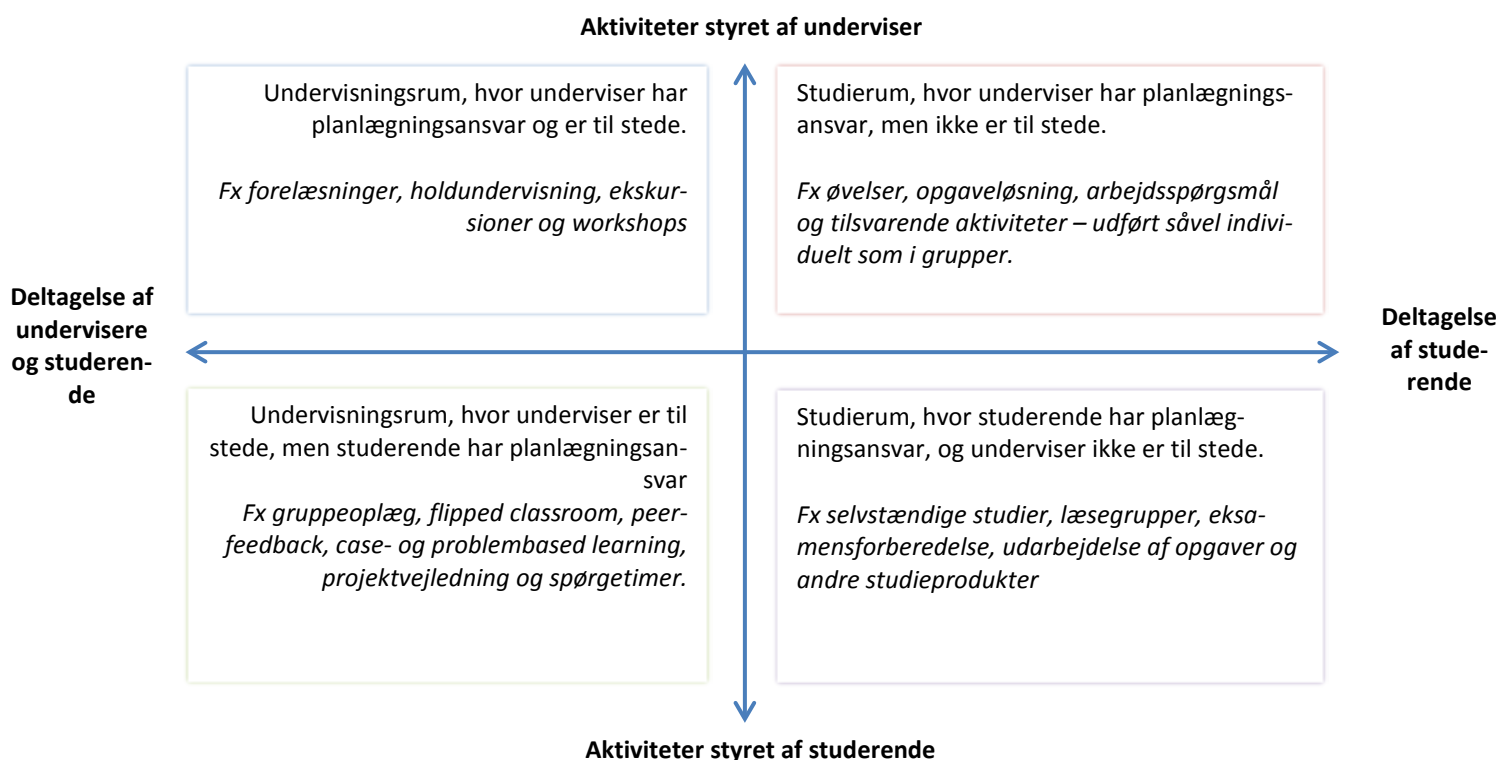 Aktiviteter styret af underviser
Undervisningsrum, hvor underviser har
planlægningsansvar og er til stede.
Fx forelæsninger, holdundervisning, ekskur-
sioner og workshops
Studierum, hvor underviser har planlægnings-
ansvar, men ikke er til stede.
Fx øvelser, opgaveløsning, arbejdsspørgsmål
og tilsvarende aktiviteter – udført såvel indivi-
duelt som i grupper.
Deltagelse af
undervisere
og studeren-
de
Deltagelse
af stude-
rende
Undervisningsrum, hvor underviser er til
stede, men studerende har planlægningsan-
svar
Fx gruppeoplæg, flipped classroom, peer-
feedback, case- og problembased learning,
projektvejledning og spørgetimer.
Studierum, hvor studerende har planlæg-
ningsansvar, og underviser ikke er til stede.
Fx selvstændige studier, læsegrupper, eksa-
mensforberedelse, udarbejdelse af opgaver og
andre studieprodukter
Aktiviteter styret af studerende